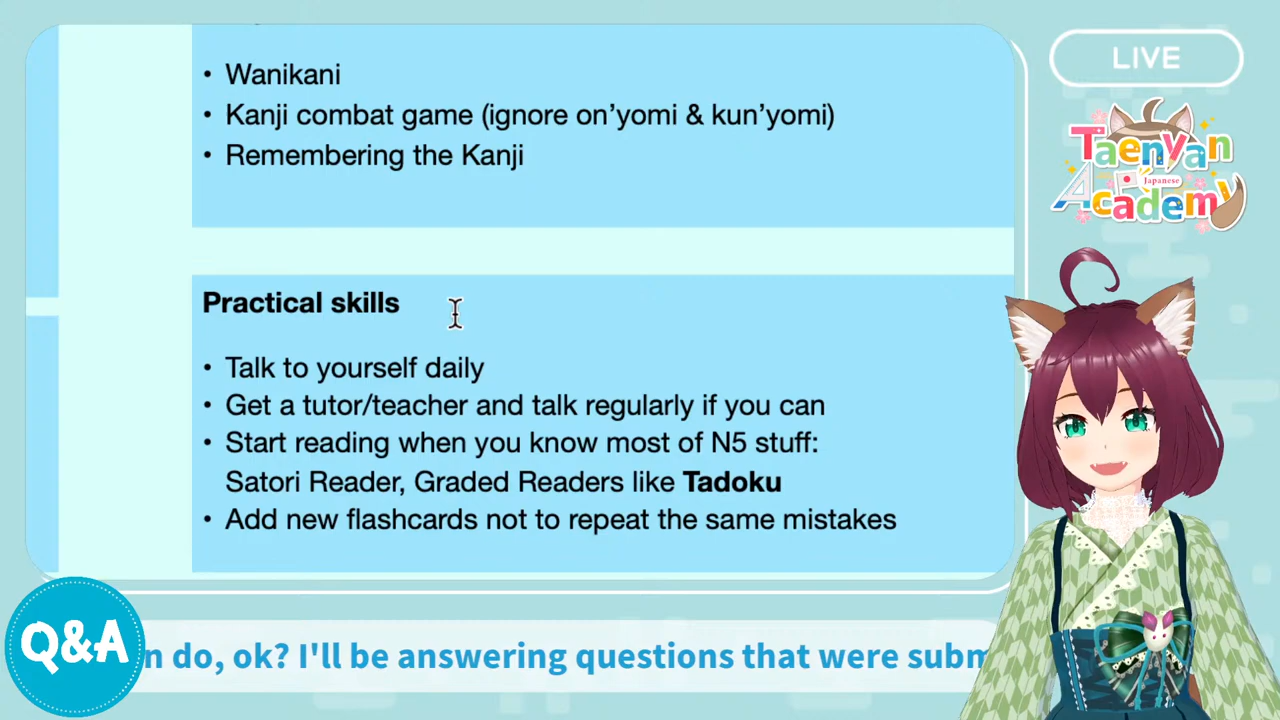 LIVE
Taenyan
Japanese
Academy
• Wanikani
• Kanji combat game (ignore on’yomi & kun’yomi)
• Remembering the Kanji
Practical skills
• Talk to yourself daily
• Get a tutor/teacher and talk regularly if you can
• Start reading when you know most of N5 stuff:
Satori Reader, Graded Readers like Tadoku
• Add new flashcards not to repeat the same mistakes
Q&A
n do, ok? I'll be answering questions that were subm